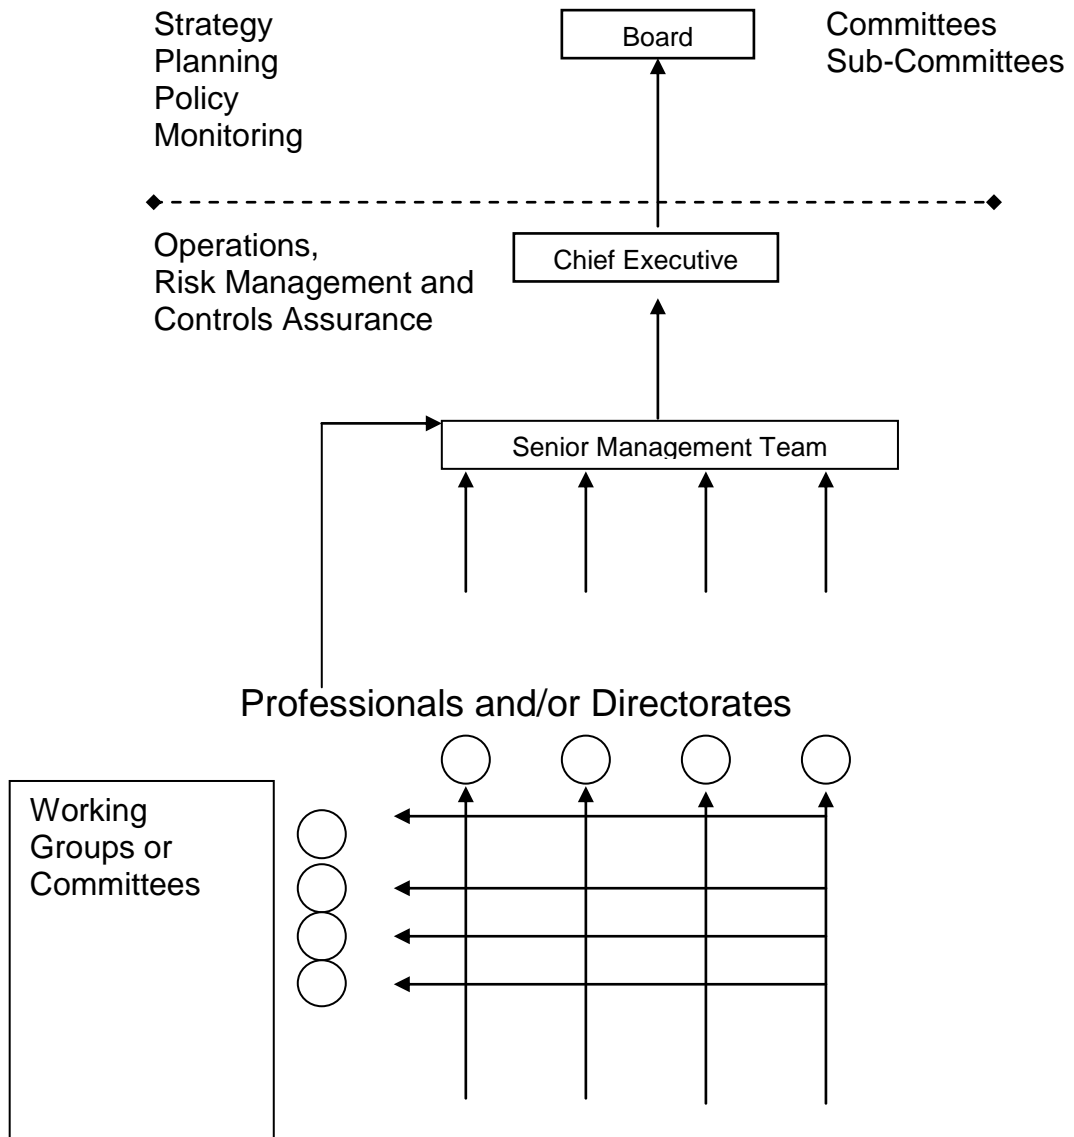 Strategy
Planning
Policy
Monitoring
Board
Committees
Sub-Committees
Operations,
Risk Management and
Controls Assurance
Chief Executive
Senior Management Team
Professionals and/or Directorates
Working
Groups or
Committees